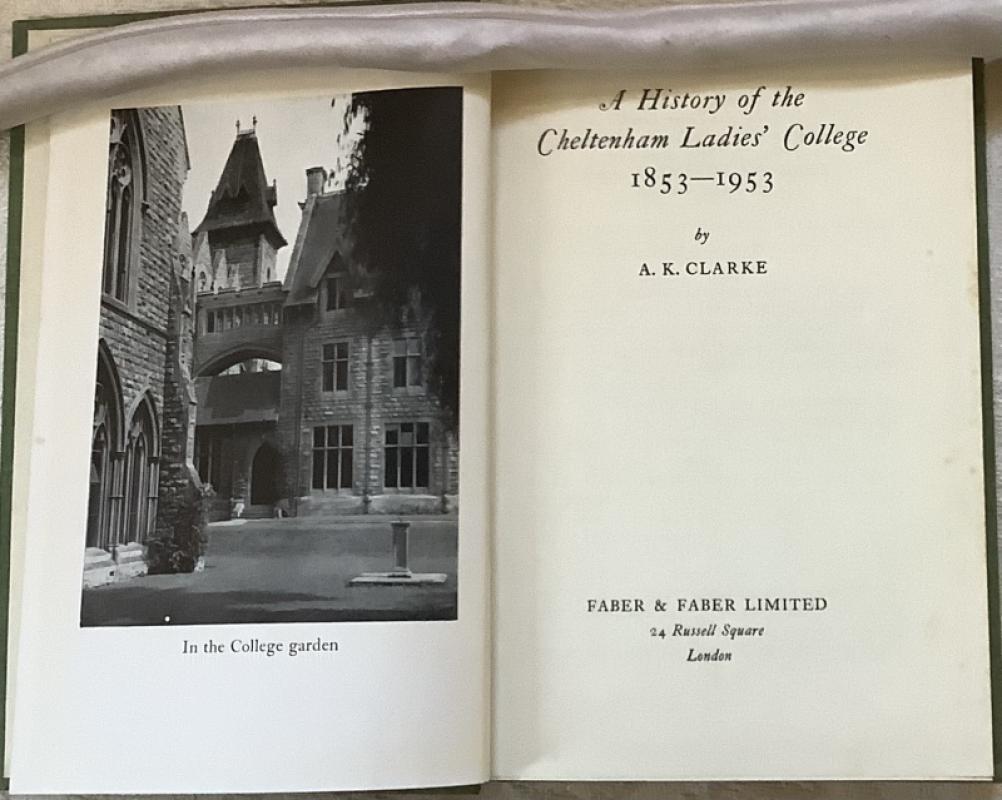 In the College garden
A History of the
Cheltenham Ladies' College
1853—1953
by
A. K. CLARKE
FABER & FABER LIMITED
24 Russell Square
London